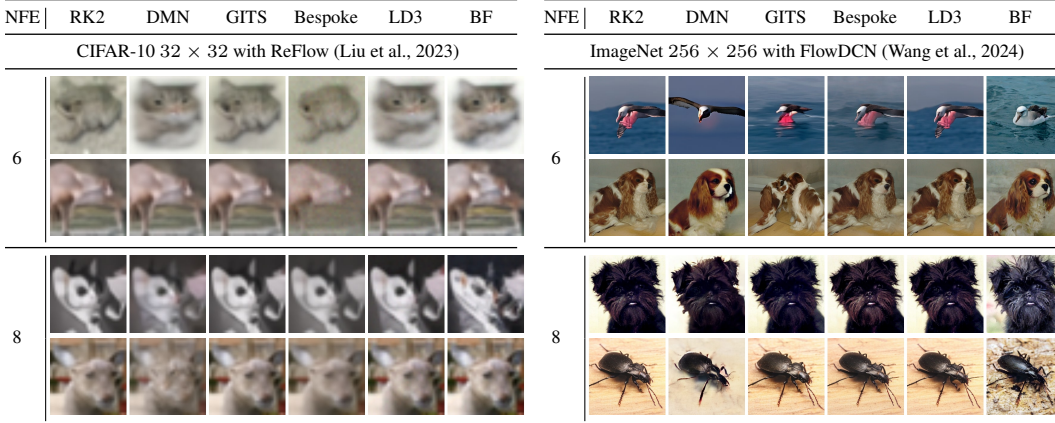 NFE RK2 DMN GITS Bespoke LD3 BF
CIFAR-10 32 × 32 with ReFlow (Liu et al., 2023)
6
8
NFE RK2 DMN GITS Bespoke LD3 BF
ImageNet 256 × 256 with FlowDCN (Wang et al., 2024)
6
8